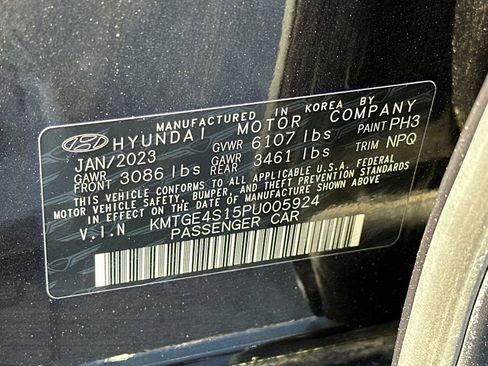 MANUFACTURED IN KOREA BY
HYUNDAI MOTOR COMPANY
JAN/2023 GVWR 6107 lbs PAINT PH3
GAWR FRONT 3086 lbs GAWR REAR 3461 lbs TRIM NPQ
THIS VEHICLE CONFORMS TO ALL APPLICABLE U.S.A. FEDERAL
MOTOR VEHICLE SAFETY, BUMPER, AND THEFT PREVENTION
STANDARDS IN EFFECT ON THE DATE OF MANUFACTURE SHOWN ABOVE.
V.I.N KMTGE4S15PU005924
PASSENGER CAR